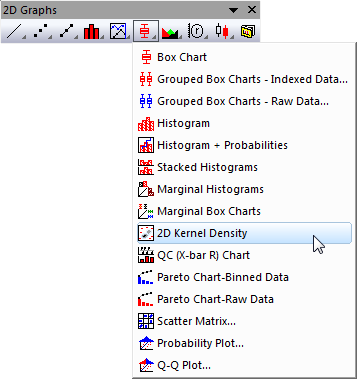 2D Graphs
Box Chart
Grouped Box Charts - Indexed Data...
Grouped Box Charts - Raw Data...
Histogram
Histogram + Probabilities
Stacked Histograms
Marginal Histograms
Marginal Box Charts
2D Kernel Density
QC (X-bar R) Chart
Pareto Chart-Binned Data
Pareto Chart-Raw Data
Scatter Matrix...
Probability Plot...
Q-Q Plot...